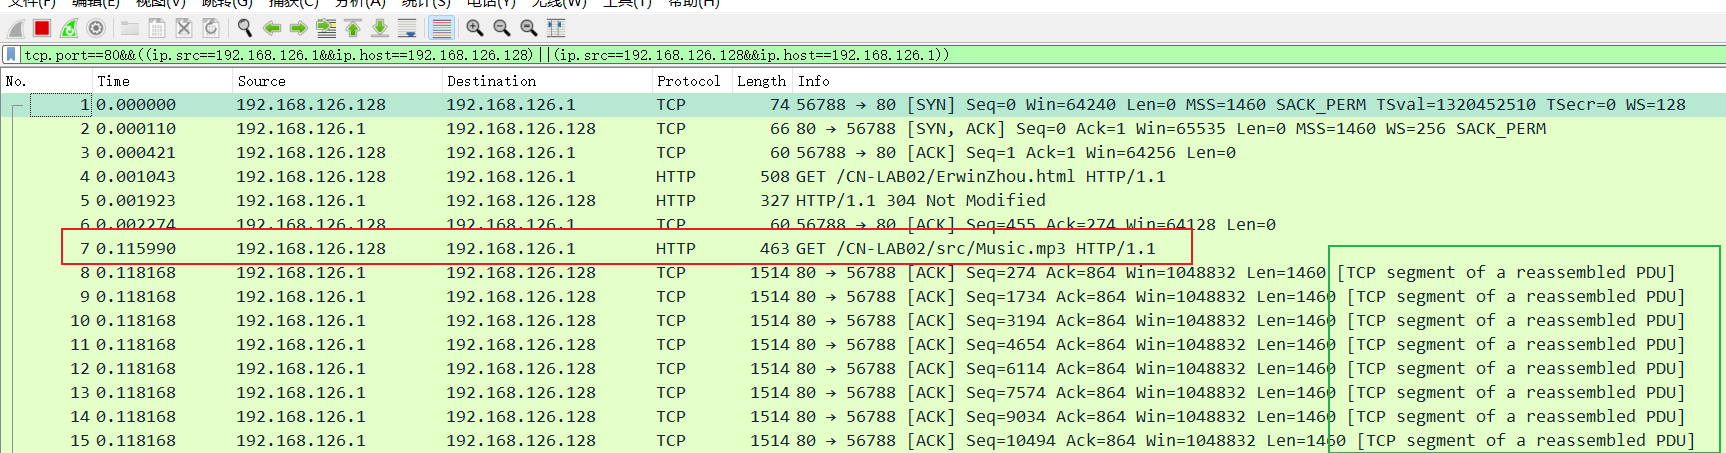 文件(F) 编辑(E) 视图(V) 跳转(G) 捕获(C) 分析(A) 统计(S) 电话(Y) 无线(W) 工具(T) 帮助(H)
tcp.port==80&&((ip.src==192.168.126.1&&ip.host==192.168.126.128)||(ip.src==192.168.126.128&&ip.host==192.168.126.1))
No. Time Source Destination Protocol Length Info
1 0.000000 192.168.126.128 192.168.126.1 TCP 74 56788 → 80 [SYN] Seq=0 Win=64240 Len=0 MSS=1460 SACK_PERM TSval=1320452510 TSecr=0 WS=128
2 0.000110 192.168.126.1 192.168.126.128 TCP 66 80 → 56788 [SYN, ACK] Seq=0 Ack=1 Win=65535 Len=0 MSS=1460 WS=256 SACK_PERM
3 0.000421 192.168.126.128 192.168.126.1 TCP 60 56788 → 80 [ACK] Seq=1 Ack=1 Win=64256 Len=0
4 0.001043 192.168.126.128 192.168.126.1 HTTP 508 GET /CN-LAB02/ErwinZhou.html HTTP/1.1
5 0.001923 192.168.126.1 192.168.126.128 HTTP 327 HTTP/1.1 304 Not Modified
6 0.002274 192.168.126.128 192.168.126.1 TCP 60 56788 → 80 [ACK] Seq=455 Ack=274 Win=64128 Len=0
7 0.115990 192.168.126.128 192.168.126.1 HTTP 463 GET /CN-LAB02/src/Music.mp3 HTTP/1.1
8 0.118168 192.168.126.1 192.168.126.128 TCP 1514 80 → 56788 [ACK] Seq=274 Ack=864 Win=1048832 Len=1460 [TCP segment of a reassembled PDU]
9 0.118168 192.168.126.1 192.168.126.128 TCP 1514 80 → 56788 [ACK] Seq=1734 Ack=864 Win=1048832 Len=1460 [TCP segment of a reassembled PDU]
10 0.118168 192.168.126.1 192.168.126.128 TCP 1514 80 → 56788 [ACK] Seq=3194 Ack=864 Win=1048832 Len=1460 [TCP segment of a reassembled PDU]
11 0.118168 192.168.126.1 192.168.126.128 TCP 1514 80 → 56788 [ACK] Seq=4654 Ack=864 Win=1048832 Len=1460 [TCP segment of a reassembled PDU]
12 0.118168 192.168.126.1 192.168.126.128 TCP 1514 80 → 56788 [ACK] Seq=6114 Ack=864 Win=1048832 Len=1460 [TCP segment of a reassembled PDU]
13 0.118168 192.168.126.1 192.168.126.128 TCP 1514 80 → 56788 [ACK] Seq=7574 Ack=864 Win=1048832 Len=1460 [TCP segment of a reassembled PDU]
14 0.118168 192.168.126.1 192.168.126.128 TCP 1514 80 → 56788 [ACK] Seq=9034 Ack=864 Win=1048832 Len=1460 [TCP segment of a reassembled PDU]
15 0.118168 192.168.126.1 192.168.126.128 TCP 1514 80 → 56788 [ACK] Seq=10494 Ack=864 Win=1048832 Len=1460 [TCP segment of a reassembled PDU]